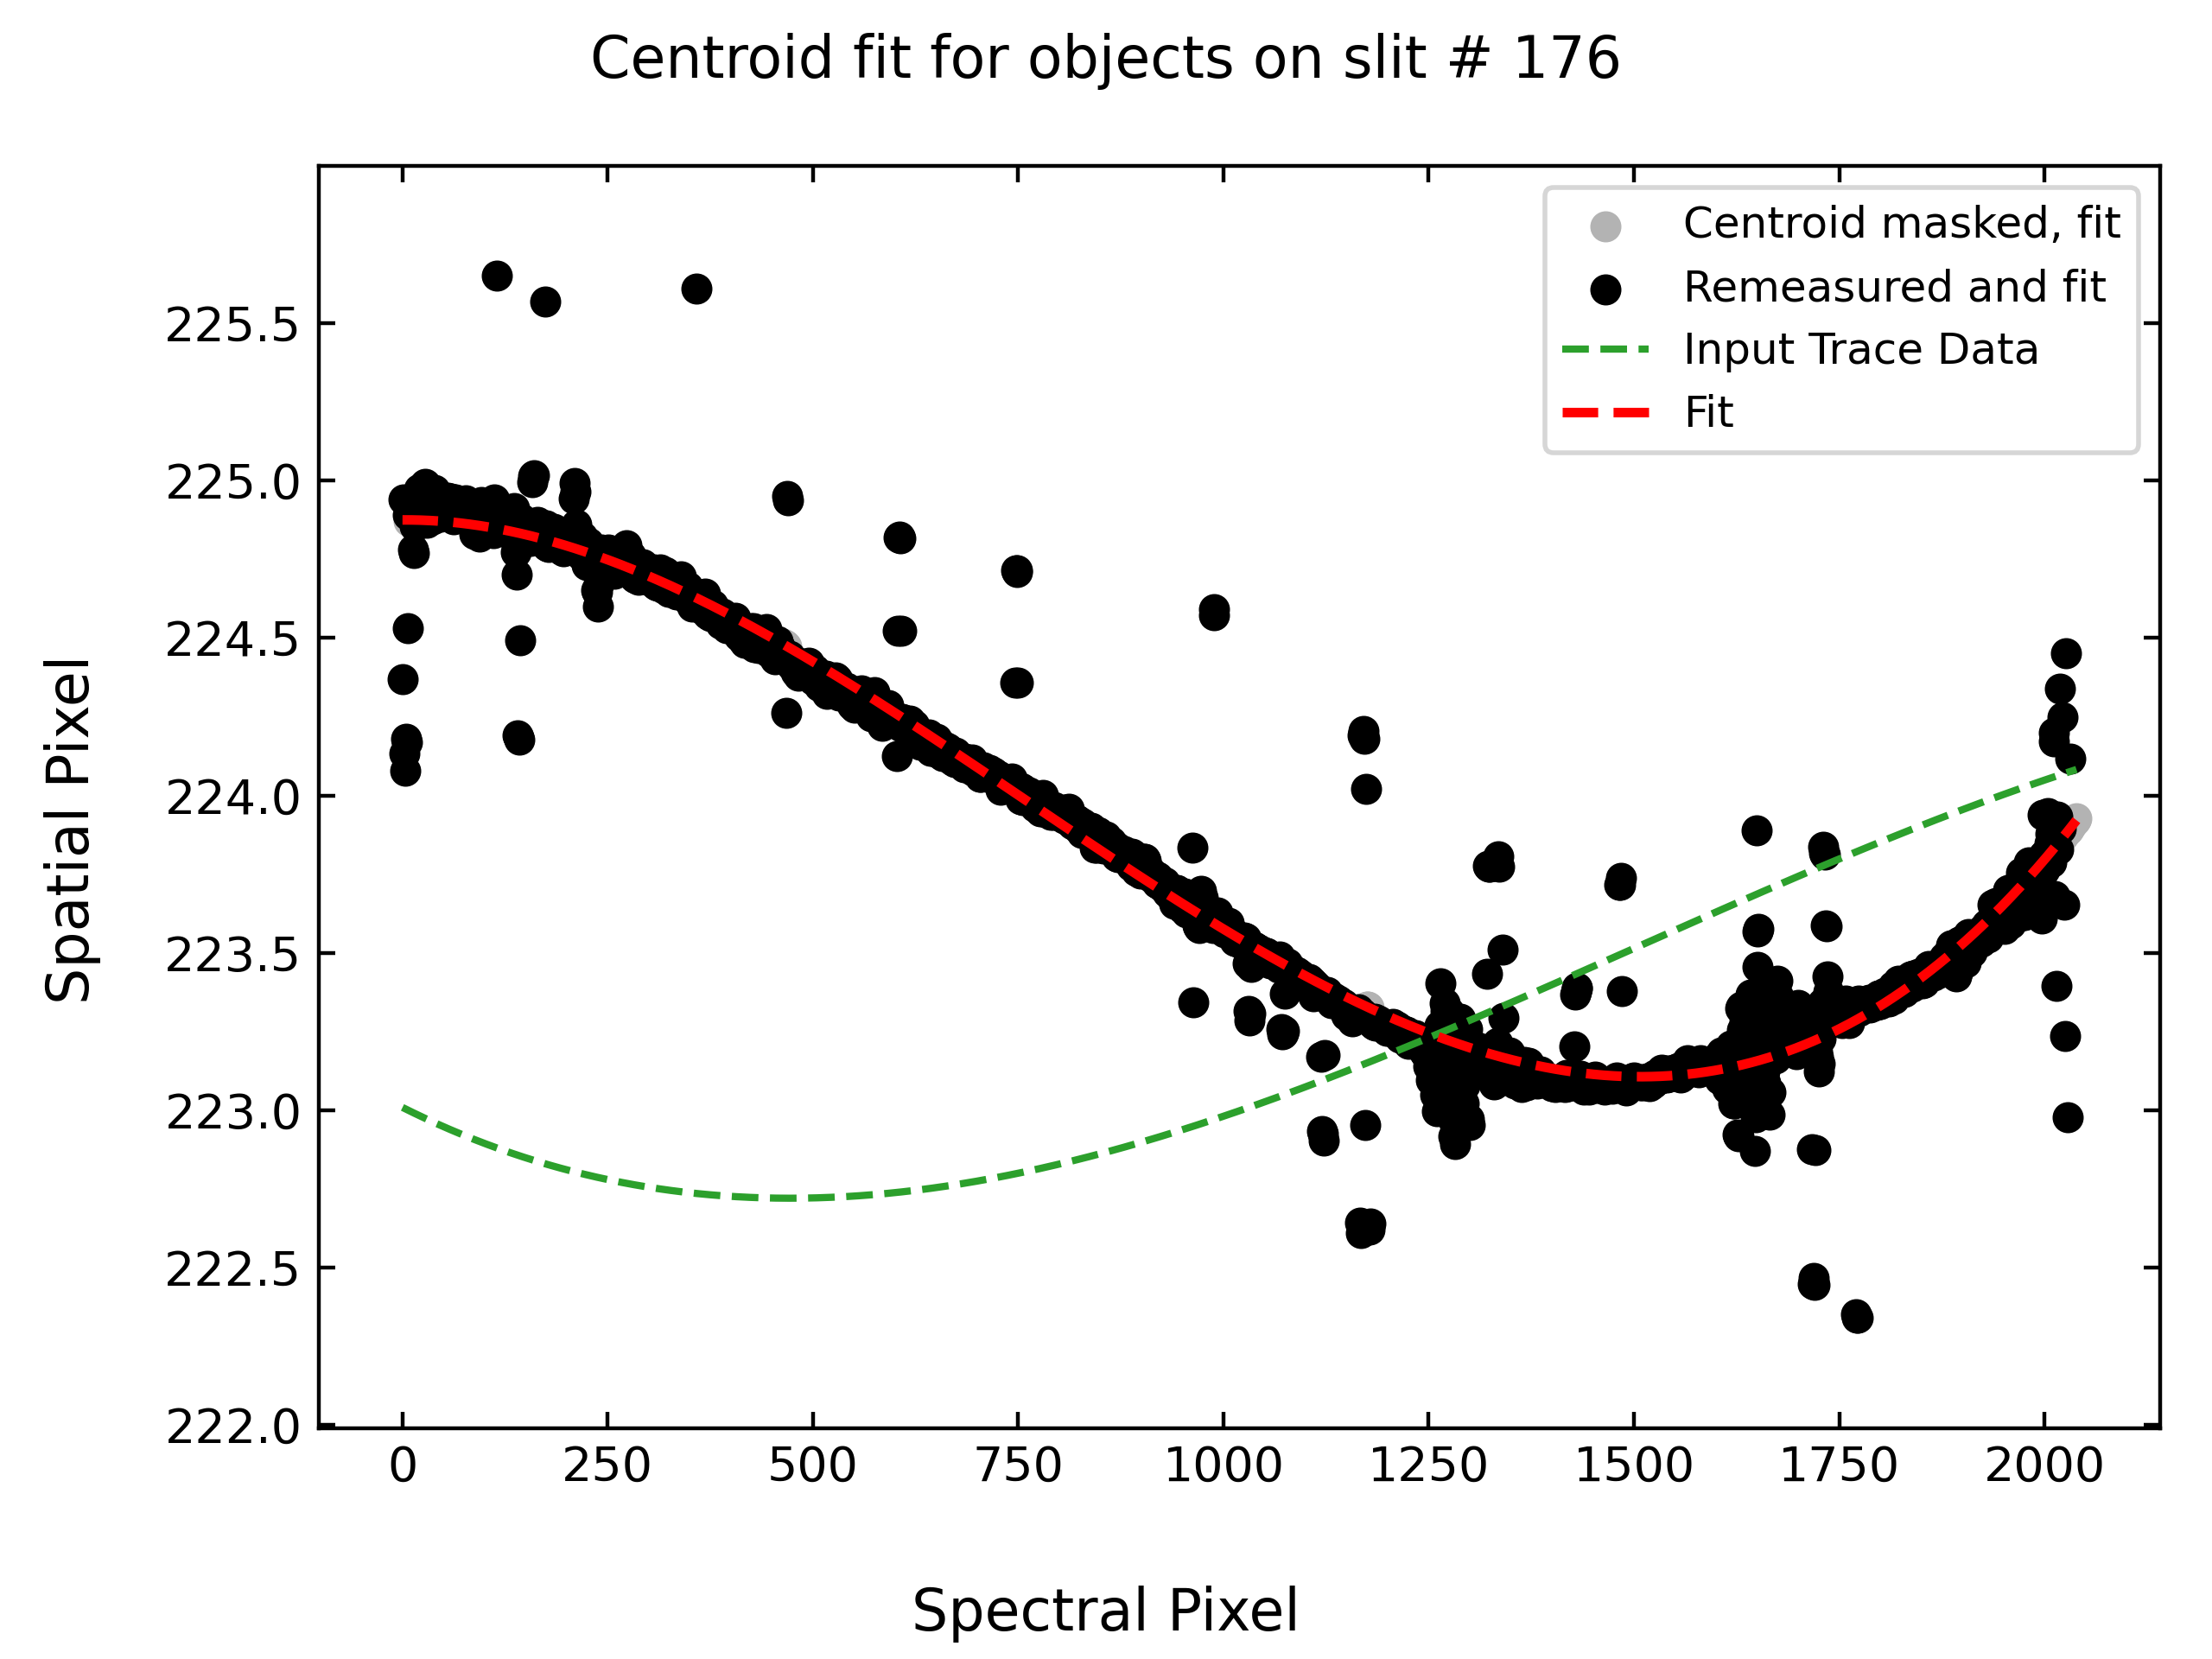 Centroid fit for objects on slit # 176
Centroid masked, fit
Remeasured and fit
Input Trace Data
Fit
Spatial Pixel
225.5
225.0
224.5
224.0
223.5
223.0
222.5
222.0
0 250 500 750 1000 1250 1500 1750 2000
Spectral Pixel